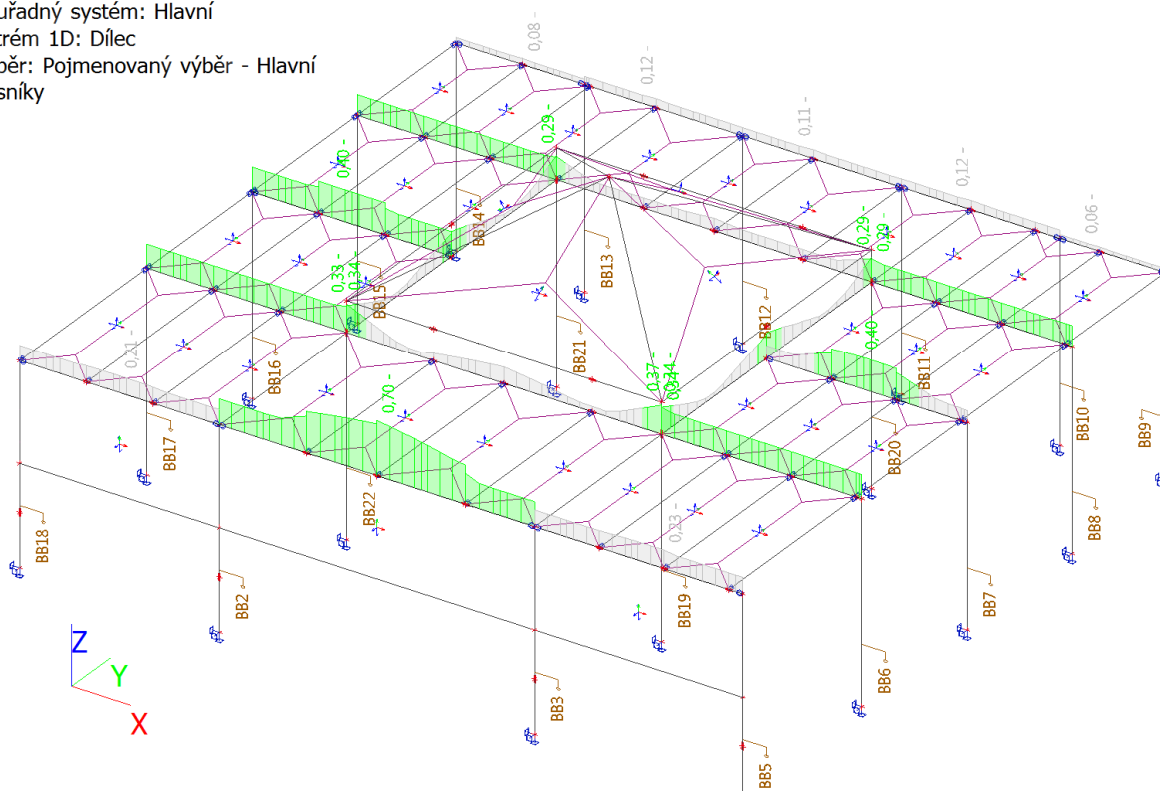 uřadný systém: Hlavní
trém 1D: Dílec
běr: Pojmenovaný výběr - Hlavní
sníky
0,08 -
0,12 -
0,11 -
0,12 -
0,06 -
0,29 -
0,40 -
BB14
BB13
0,29 -
0,29 -
0,33 -
0,34 -
BB15
BB12
BB21
0,40 -
BB11
0,21 -
BB16
0,37 -
0,34 -
0,70 -
BB10
BB9
BB17
BB20
BB22
0,23 -
BB8
BB18
BB2
BB19
BB7
BB6
BB3
BB5
Z
Y
X